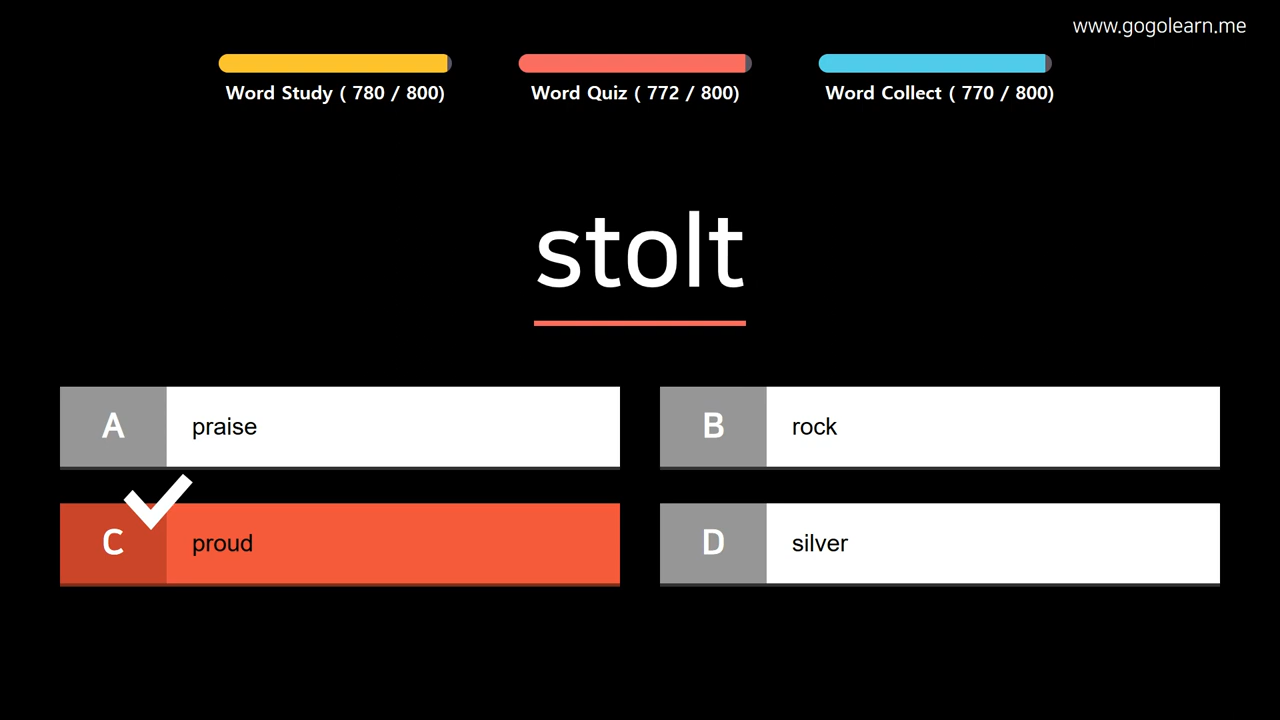 www.gogolearn.me
Word Study ( 780 / 800)
Word Quiz ( 772 / 800)
Word Collect ( 770 / 800)
stolt
A praise
B rock
C proud
D silver